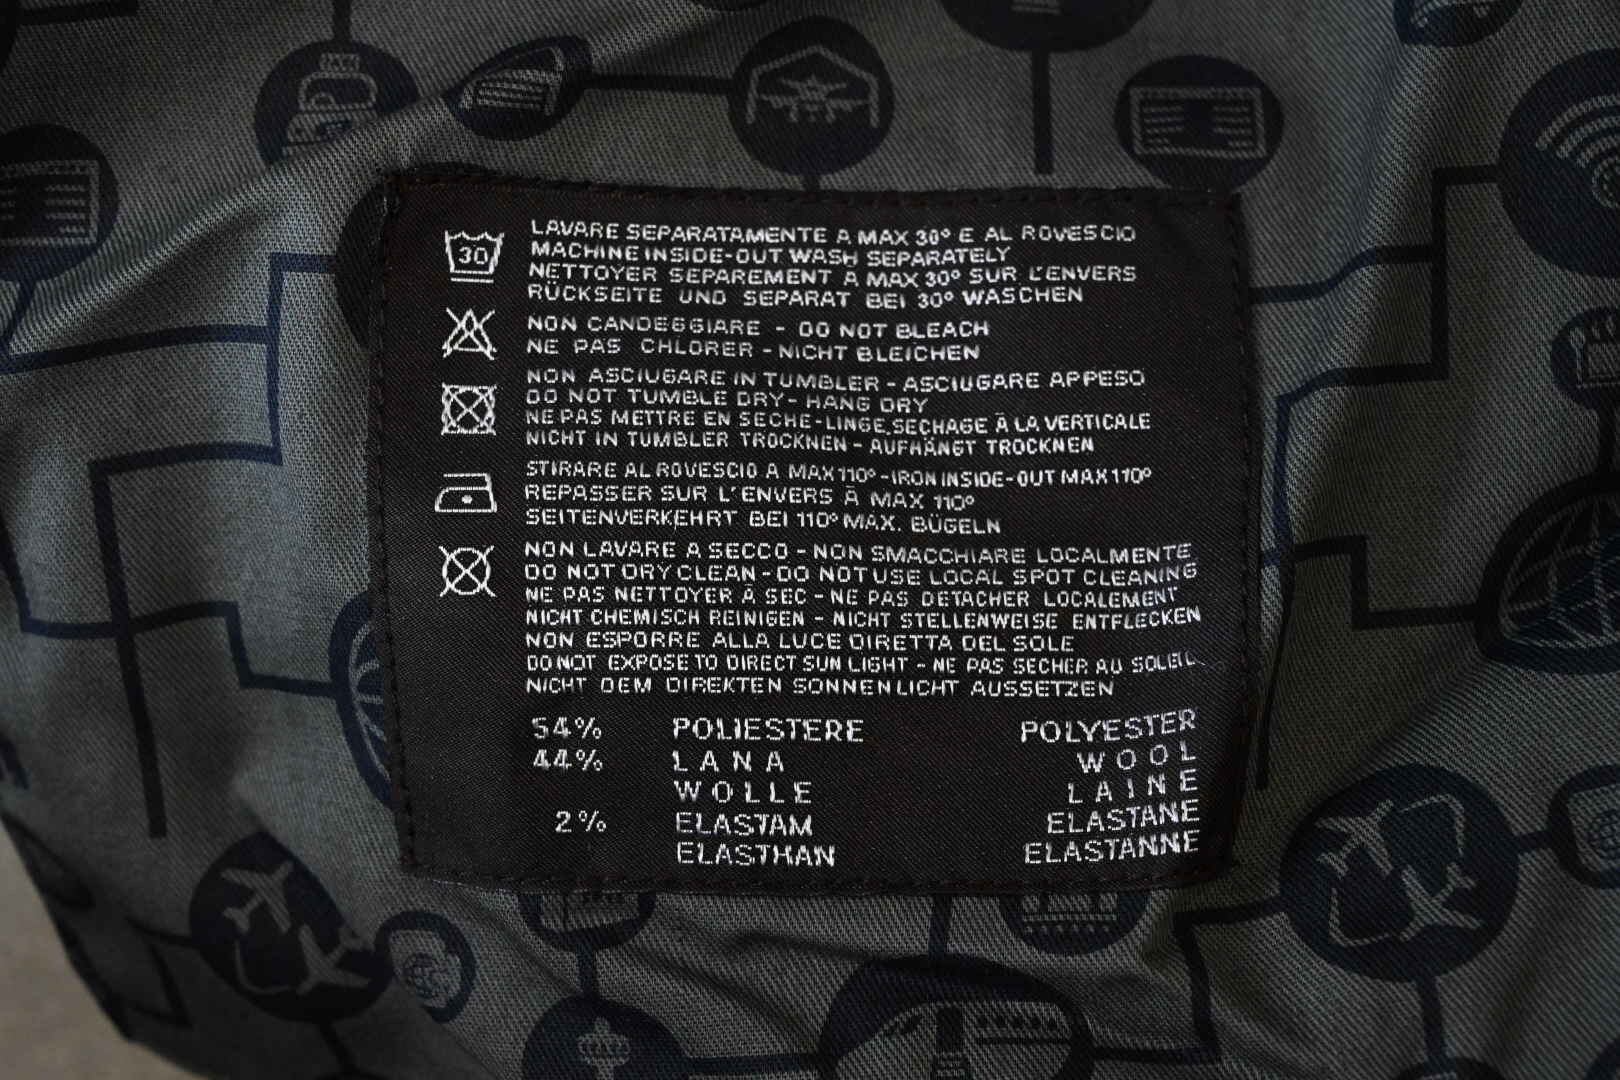 30
LAVARE SEPARATAMENTE A MAX 30° E AL ROVESCIO
MACHINE INSIDE-OUT WASH SEPARATELY
NETTOYER SEPAREMENT A MAX 30° SUR L'ENVERS
RÜCKSEITE UND SEPARAT BEI 30° WASCHEN
NON CANDEGGIARE - DO NOT BLEACH
NE PAS CHLORER - NICHT BLEICHEN
NON ASCIUGARE IN TUMBLER - ASCIUGARE APPESO
DO NOT TUMBLE DRY - HANG DRY
NE PAS METTRE EN SECHE-LINGE, SECHAGE À LA VERTICALE
NICHT IN TUMBLER TROCKNEN - AUFHÄNGT TROCKNEN
STIRARE AL ROVESCIO A MAX 110° - IRON INSIDE-OUT MAX 110°
REPASSER SUR L'ENVERS À MAX 110°
SEITENVERKEHRT BEI 110° MAX. BÜGELN
NON LAVARE A SECCO - NON SMACCHIARE LOCALMENTE
DO NOT DRY CLEAN - DO NOT USE LOCAL SPOT CLEANING
NE PAS NETTOYER À SEC - NE PAS DETACHER LOCALEMENT
NICHT CHEMISCH REINIGEN - NICHT STELLENWEISE ENTFLECKEN
NON ESPORRE ALLA LUCE DIRETTA DEL SOLE
DO NOT EXPOSE TO DIRECT SUN LIGHT - NE PAS SECHER AU SOLEIL
NICHT DEM DIREKTEN SONNENLICHT AUSSETZEN
54% POLIESTERE POLYESTER
44% LANA WOOL
WOLLE LAINE
2% ELASTAM ELASTANE
ELASTHAN ELASTANNE